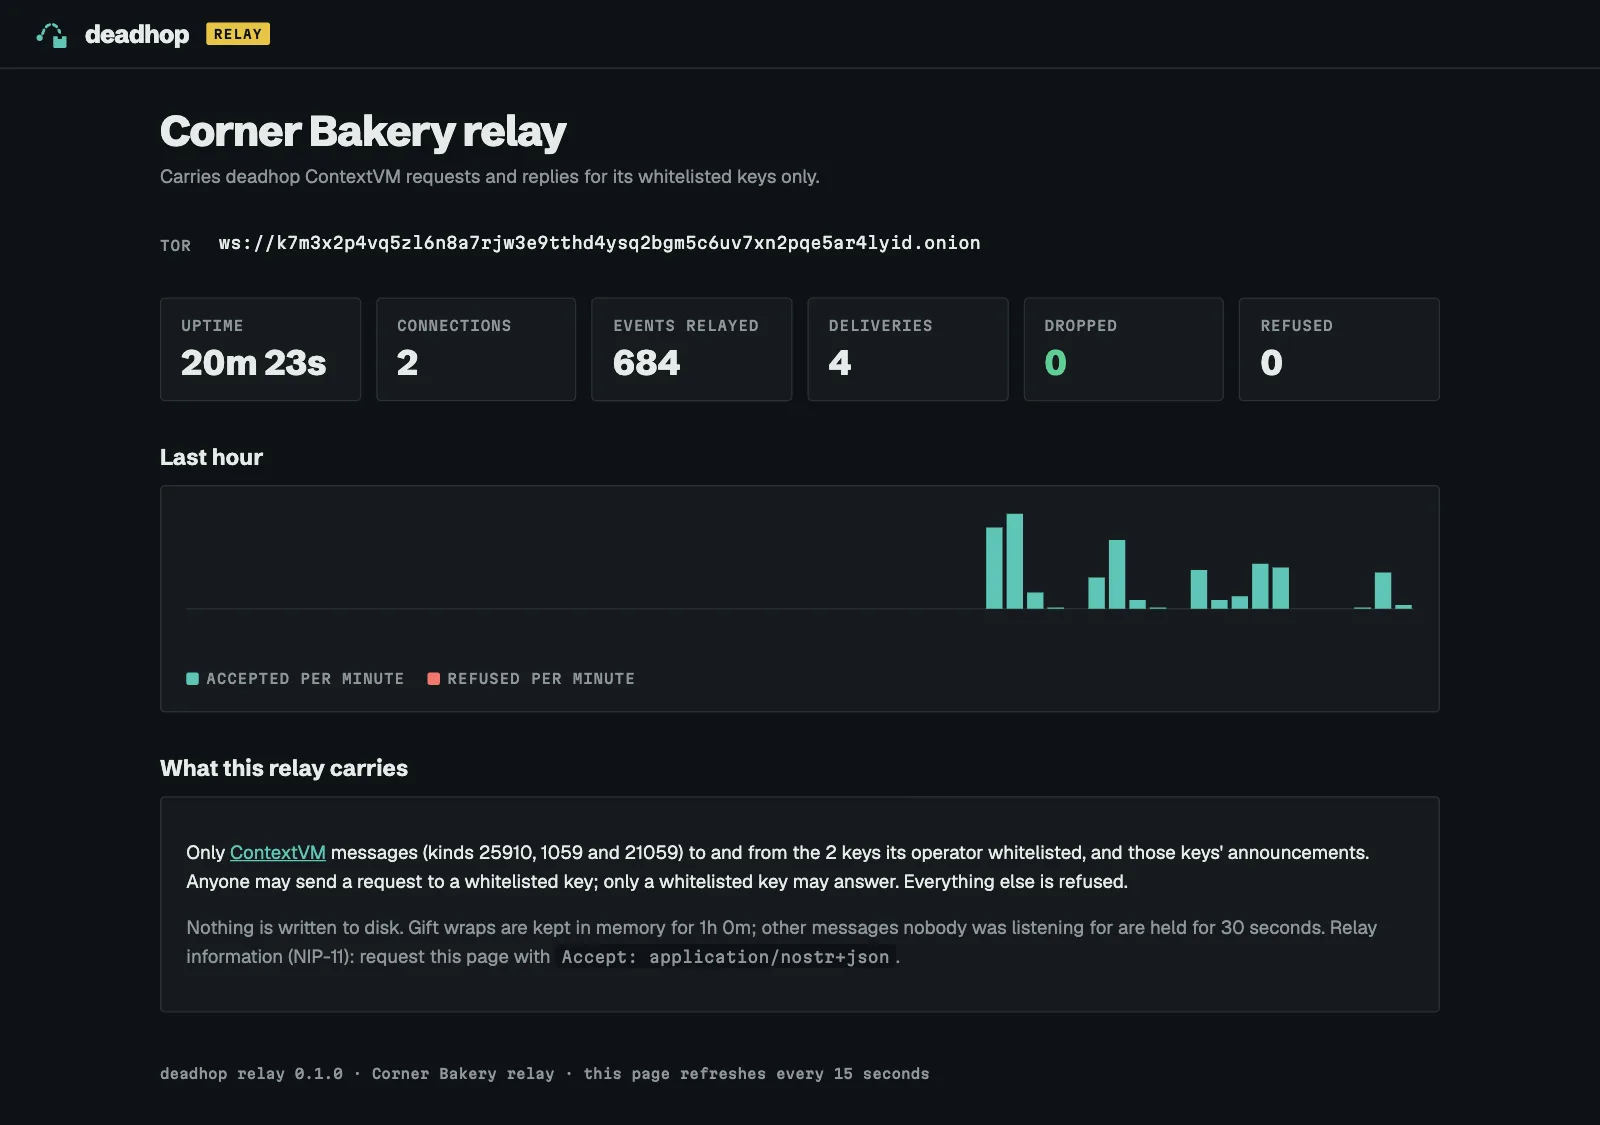 deadhop RELAY
Corner Bakery relay
Carries deadhop ContextVM requests and replies for its whitelisted keys only.
TOR ws://k7m3x2p4vq5zl6n8a7rjw3e9tthd4ysq2bgm5c6uv7xn2pqe5ar4lyid.onion
UPTIME CONNECTIONS EVENTS RELAYED DELIVERIES DROPPED REFUSED
20m 23s 2 684 4 0 0
Last hour
ACCEPTED PER MINUTE REFUSED PER MINUTE
What this relay carries
Only ContextVM messages (kinds 25910, 1059 and 21059) to and from the 2 keys its operator whitelisted, and those keys' announcements.
Anyone may send a request to a whitelisted key; only a whitelisted key may answer. Everything else is refused.
Nothing is written to disk. Gift wraps are kept in memory for 1h 0m; other messages nobody was listening for are held for 30 seconds. Relay
information (NIP-11): request this page with Accept: application/nostr+json .
deadhop relay 0.1.0 · Corner Bakery relay · this page refreshes every 15 seconds